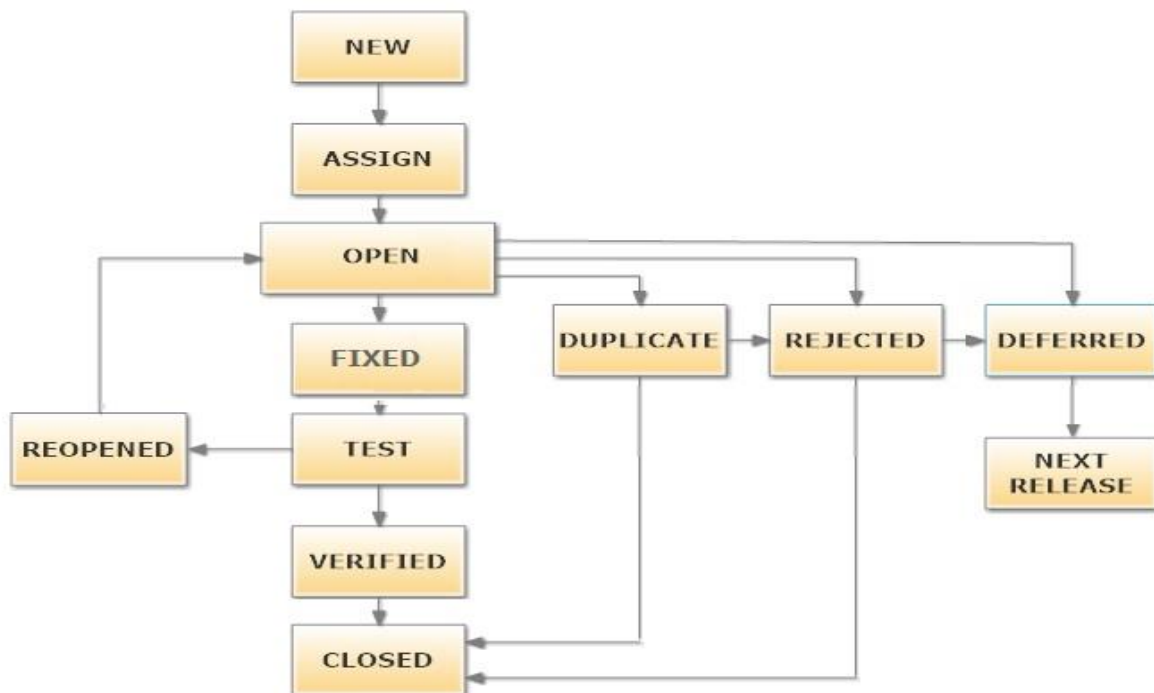 NEW
ASSIGN
OPEN
FIXED
DUPLICATE
REJECTED
DEFERRED
REOPENED
TEST
NEXT
RELEASE
VERIFIED
CLOSED